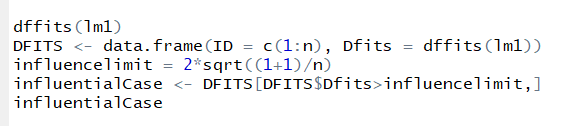 dffits(lm1)
DFITS <- data.frame(ID = c(1:n), Dfits = dffits(lm1))
influencelimit = 2*sqrt((1+1)/n)
influentialCase <- DFITS[DFITS$Dfits>influencelimit,]
influentialCase